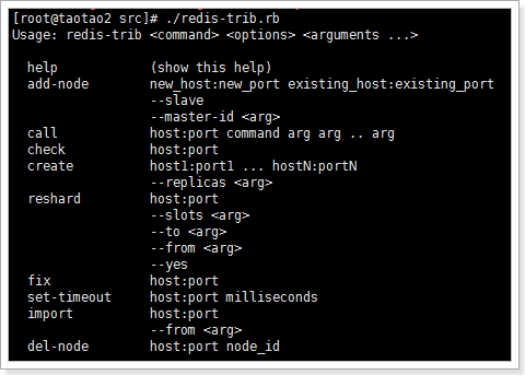 [root@taotao2 src]# ./redis-trib.rb
Usage: redis-trib <command> <options> <arguments ...>
help            (show this help)
add-node        new_host:new_port existing_host:existing_port
--slave
--master-id <arg>
call            host:port command arg arg .. arg
check           host:port
create          host1:port1 ... hostN:portN
--replicas <arg>
reshard         host:port
--slots <arg>
--to <arg>
--from <arg>
--yes
fix             host:port
set-timeout     host:port milliseconds
import          host:port
--from <arg>
del-node        host:port node_id